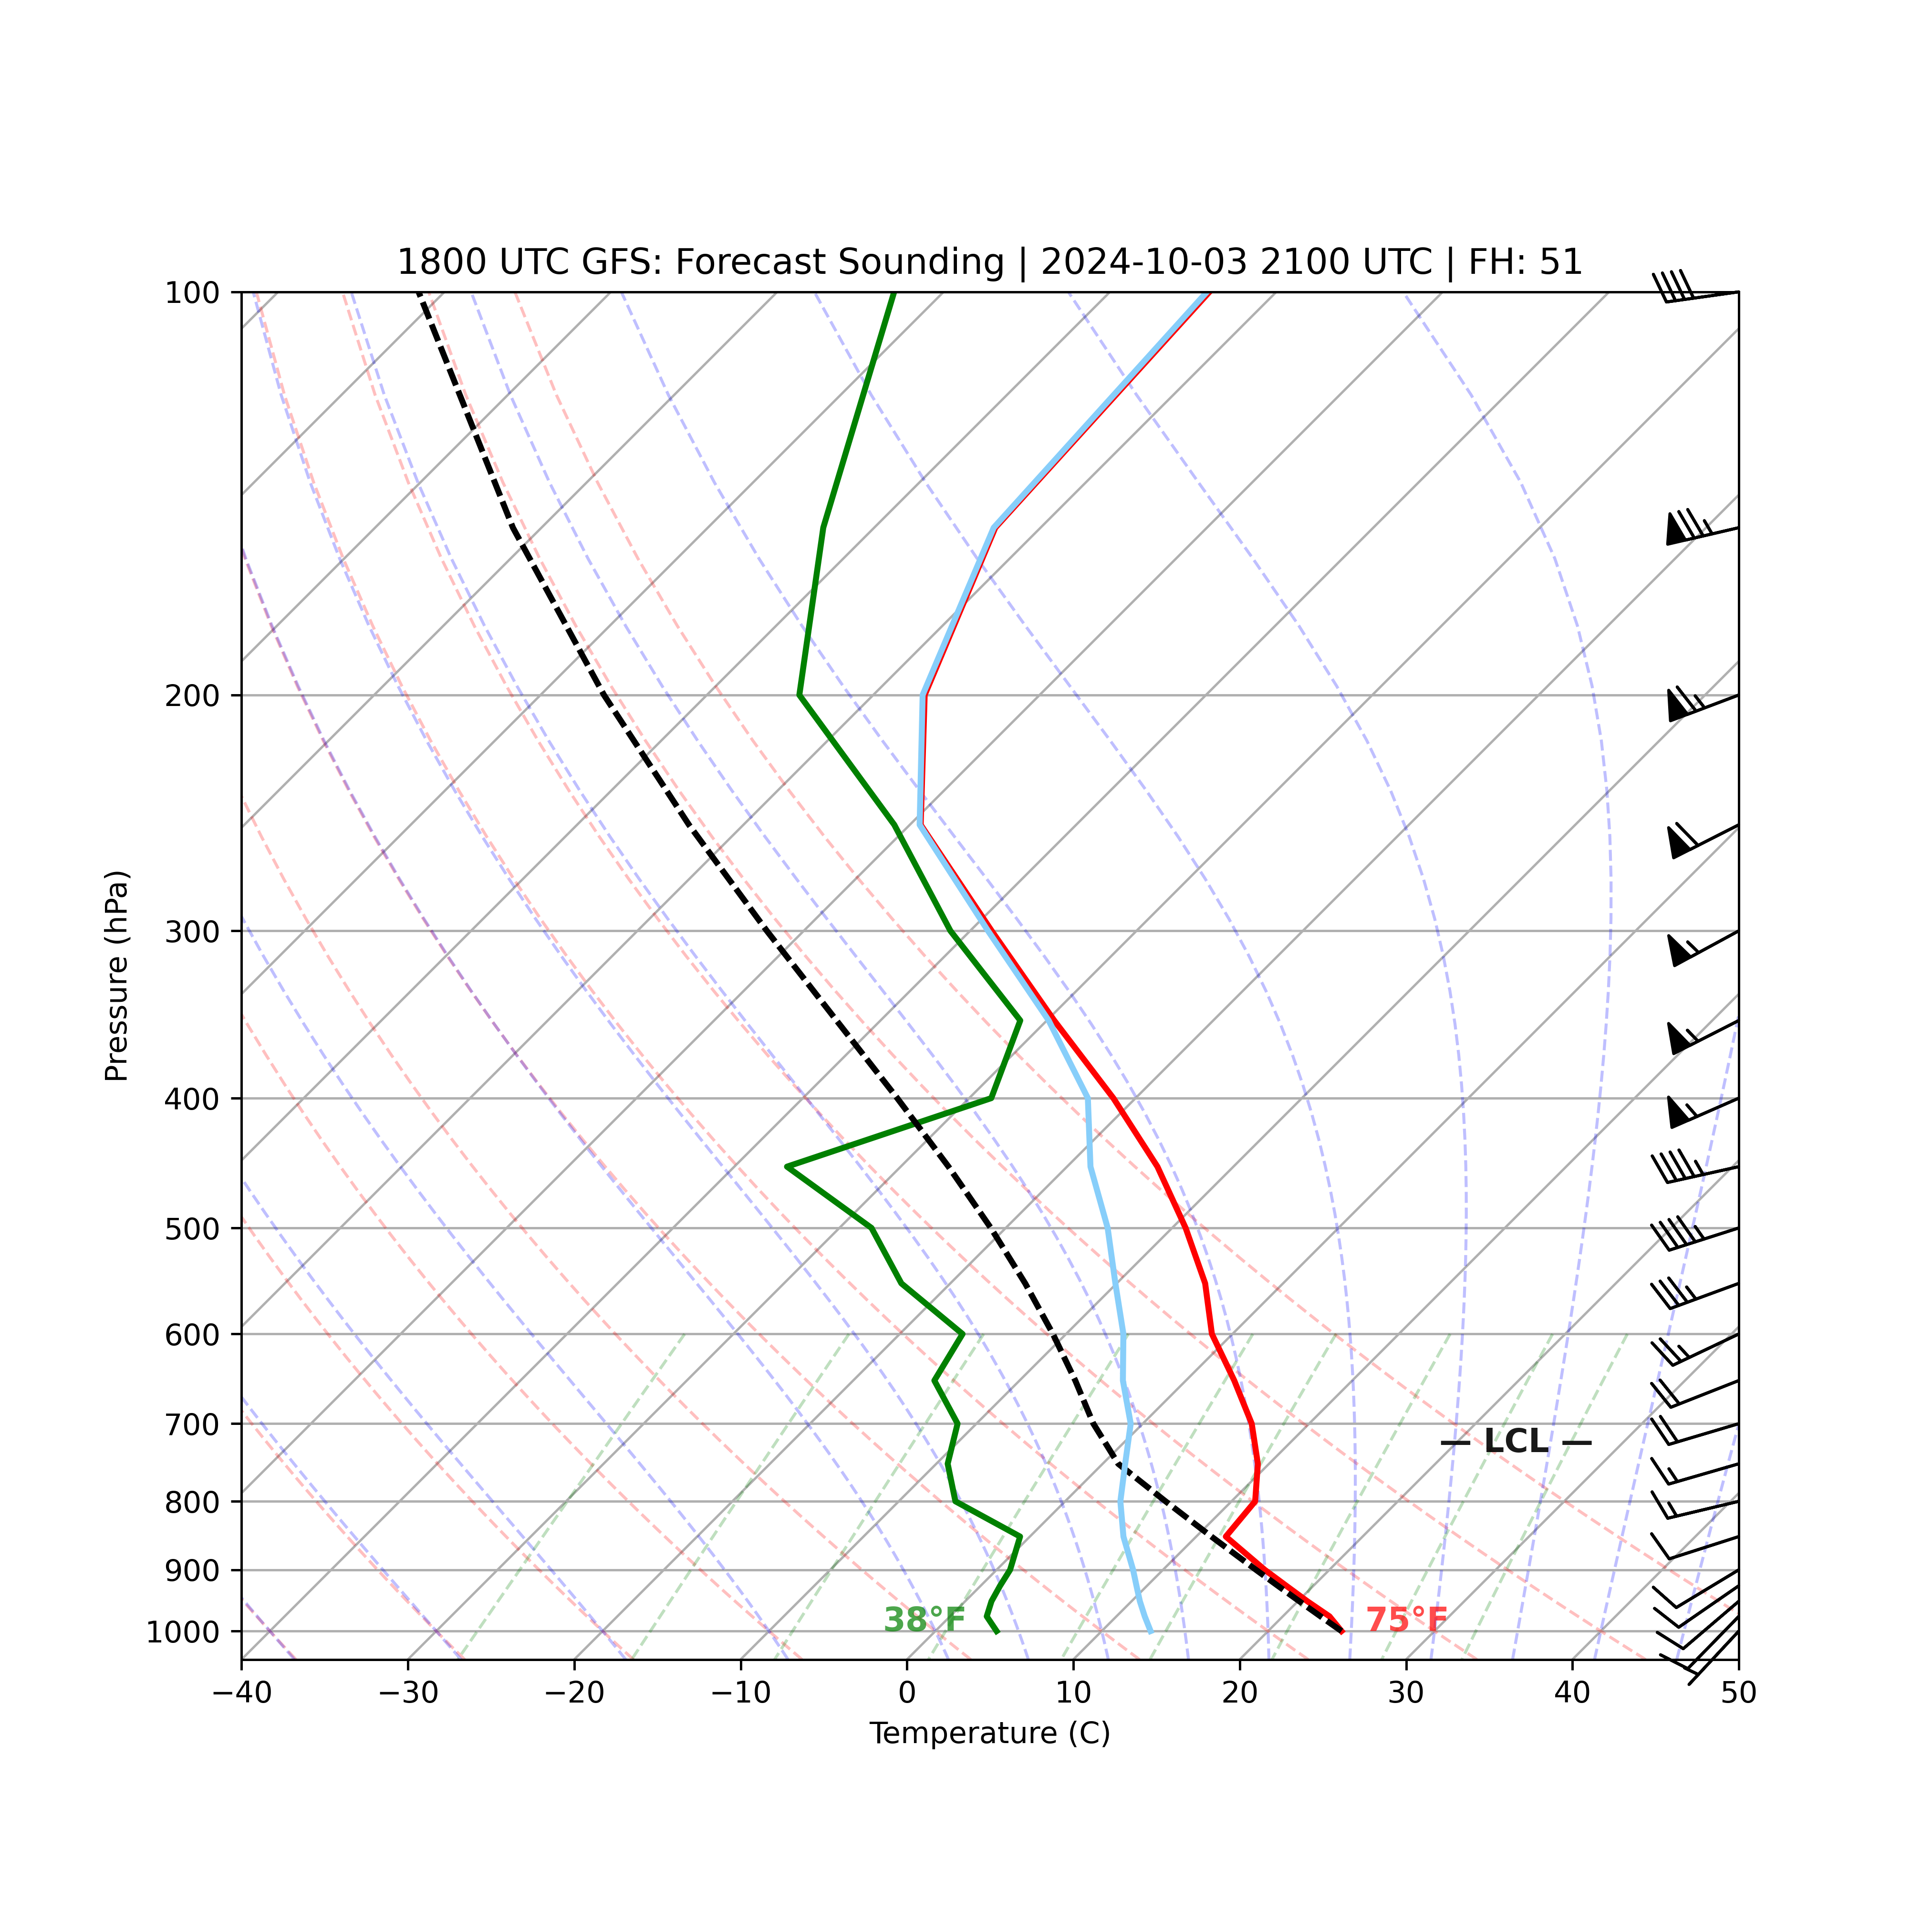 1800 UTC GFS: Forecast Sounding | 2024-10-03 2100 UTC | FH: 51
100
200
300
400
500
600
700
800
900
1000
Pressure (hPa)
— LCL —
38°F
75°F
−40 −30 −20 −10 0 10 20 30 40 50
Temperature (C)